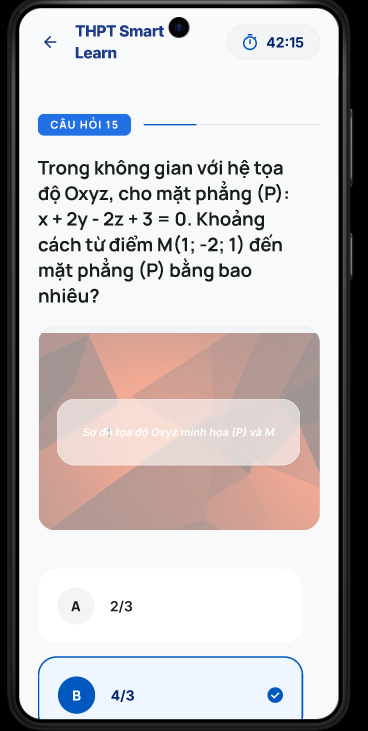 THPT Smart
Learn
42:15
CÂU HỎI 15
Trong không gian với hệ tọa
độ Oxyz, cho mặt phẳng (P):
x + 2y - 2z + 3 = 0. Khoảng
cách từ điểm M(1; -2; 1) đến
mặt phẳng (P) bằng bao
nhiêu?
Sơ đồ tọa độ Oxyz minh họa (P) và M
A 2/3
B 4/3